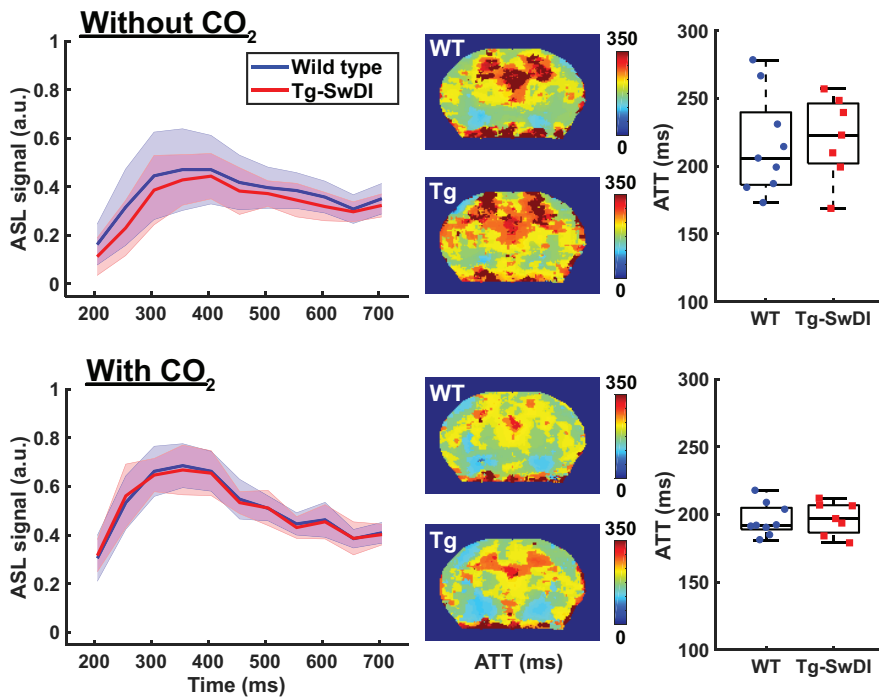 Without CO2
ASL signal (a.u.)
1
0.8
0.6
0.4
0.2
0
200 300 400 500 600 700
Wild type
Tg-SwDI
WT
350
0
Tg
350
0
ATT (ms)
300
250
200
150
100
WT Tg-SwDI
With CO2
ASL signal (a.u.)
1
0.8
0.6
0.4
0.2
0
200 300 400 500 600 700
Time (ms)
WT
350
0
Tg
350
0
ATT (ms)
ATT (ms)
300
250
200
150
100
WT Tg-SwDI